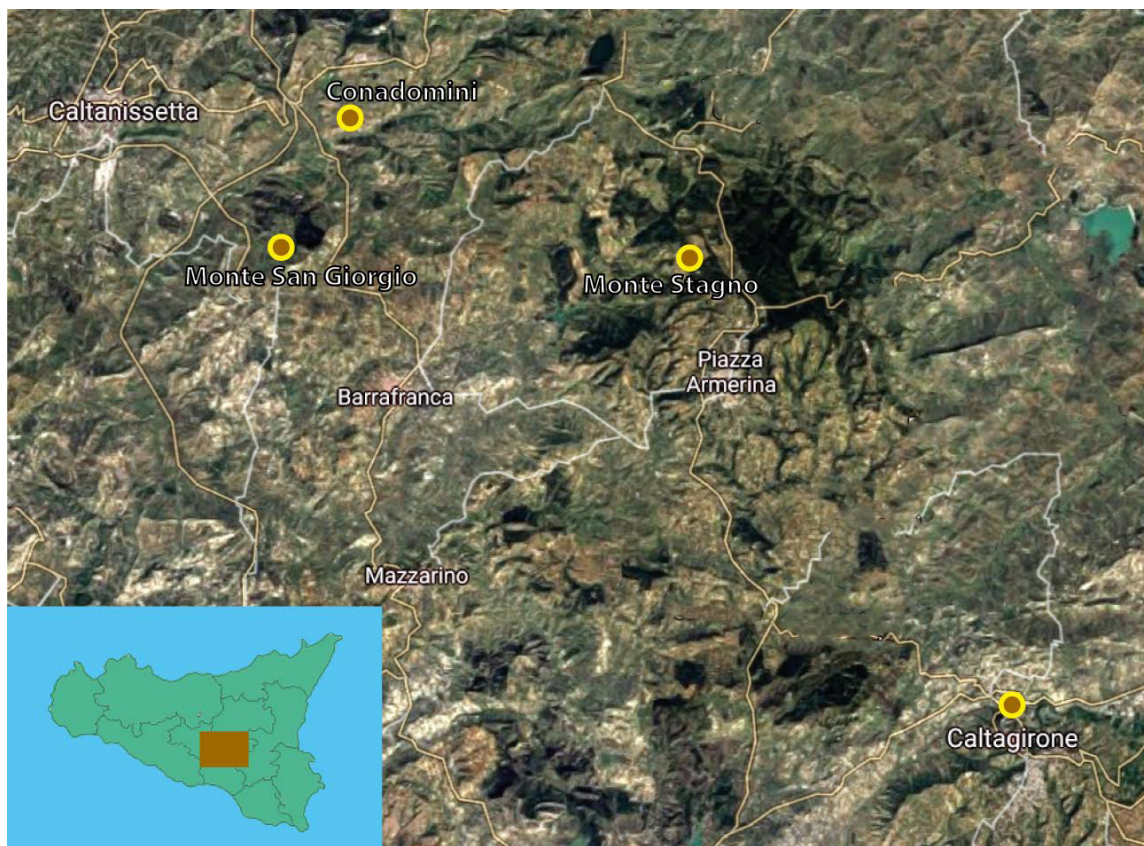 Conadomini
Caltanissetta
Monte San Giorgio
Monte Stagno
Piazza
Armerina
Barrafranca
Mazzarino
Caltagirone